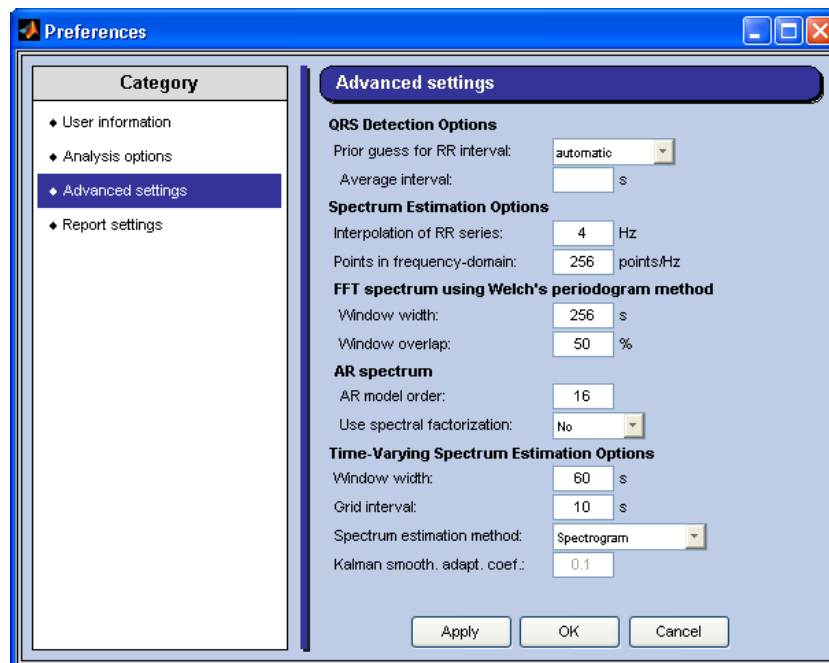 Preferences
Category
◆ User information
◆ Analysis options
◆ Advanced settings
◆ Report settings
Advanced settings
QRS Detection Options
Prior guess for RR interval: automatic
Average interval: s
Spectrum Estimation Options
Interpolation of RR series: 4 Hz
Points in frequency-domain: 256 points/Hz
FFT spectrum using Welch's periodogram method
Window width: 256 s
Window overlap: 50 %
AR spectrum
AR model order: 16
Use spectral factorization: No
Time-Varying Spectrum Estimation Options
Window width: 60 s
Grid interval: 10 s
Spectrum estimation method: Spectrogram
Kalman smooth. adapt. coef.: 0.1
Apply OK Cancel